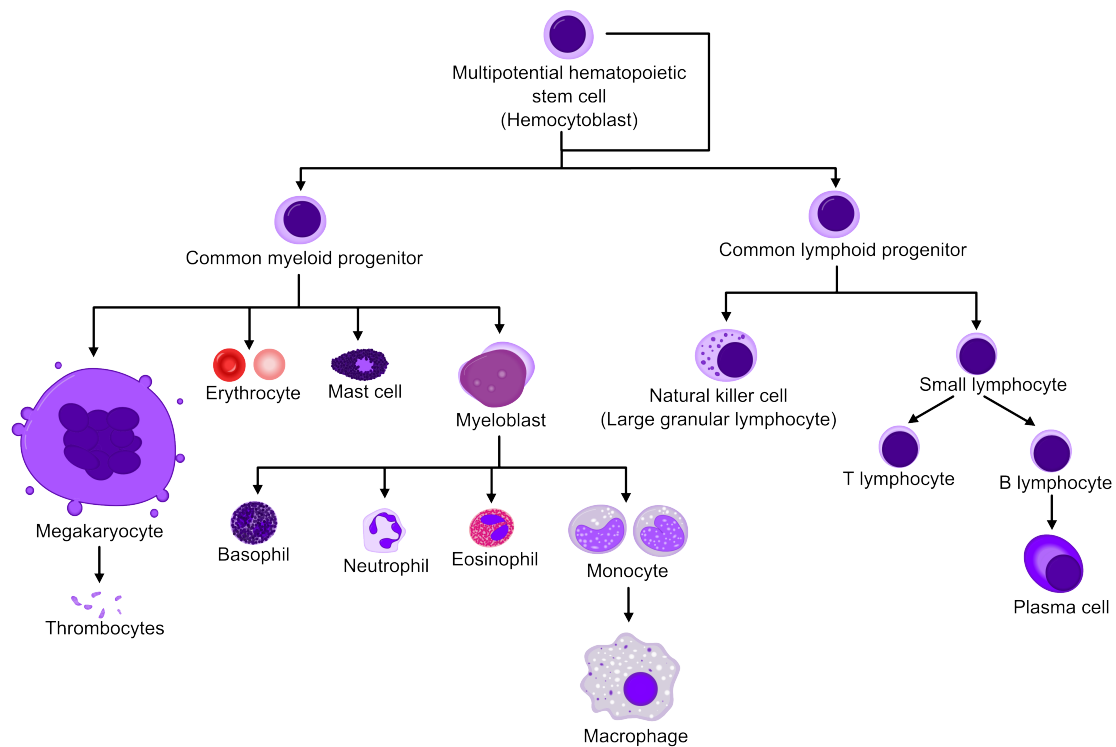 Multipotential hematopoietic
stem cell
(Hemocytoblast)
Common myeloid progenitor
Common lymphoid progenitor
Erythrocyte
Mast cell
Myeloblast
Natural killer cell
(Large granular lymphocyte)
Small lymphocyte
T lymphocyte
B lymphocyte
Megakaryocyte
Basophil
Neutrophil
Eosinophil
Monocyte
Plasma cell
Thrombocytes
Macrophage